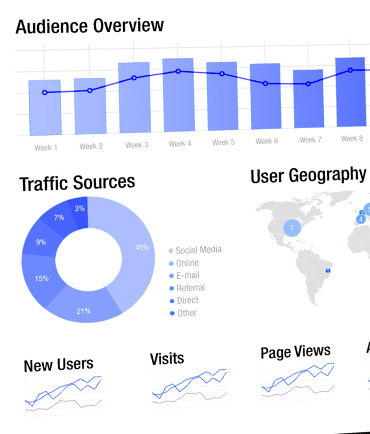 Audience Overview
Week 1 Week 2 Week 3 Week 4 Week 5 Week 6 Week 7 Week 8
Traffic Sources
User Geography
3%
7%
9%
45%
15%
21%
Social Media
Online
E-mail
Referral
Direct
Other
7
4
New Users
Visits
Page Views